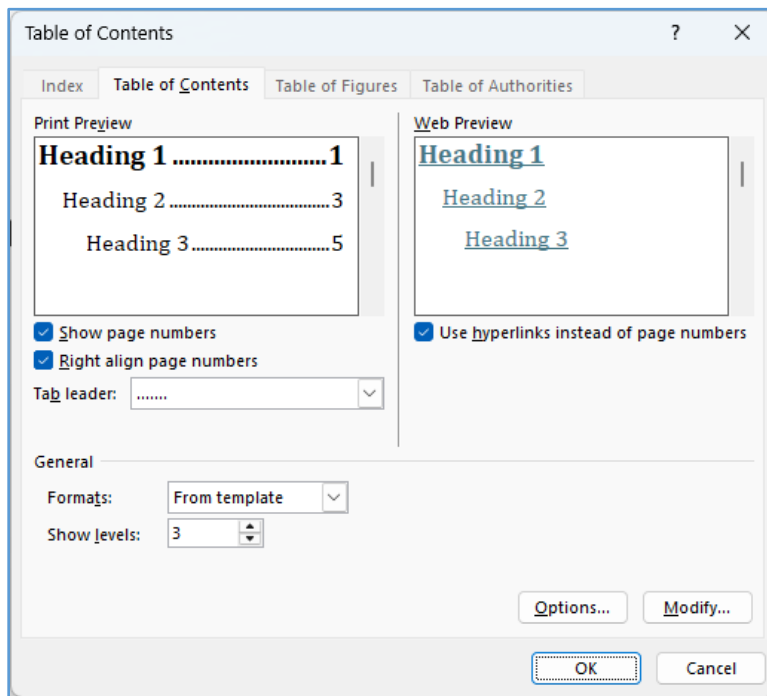 Table of Contents ?
Index Table of Contents Table of Figures Table of Authorities
Print Preview
Heading 1..........................1
Heading 2................................3
Heading 3............................5
Show page numbers
Right align page numbers
Tab leader: .......
Web Preview
Heading 1
Heading 2
Heading 3
Use hyperlinks instead of page numbers
General
Formats: From template
Show levels: 3
Options... Modify...
OK Cancel